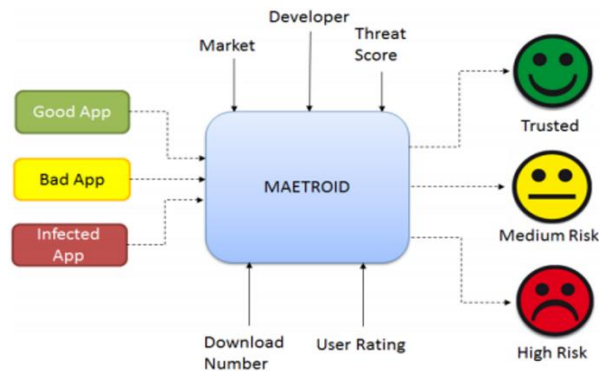 Developer
Market
Threat
Score
Good App
Bad App
Infected
App
MAETROID
Trusted
Medium Risk
High Risk
Download
Number
User Rating